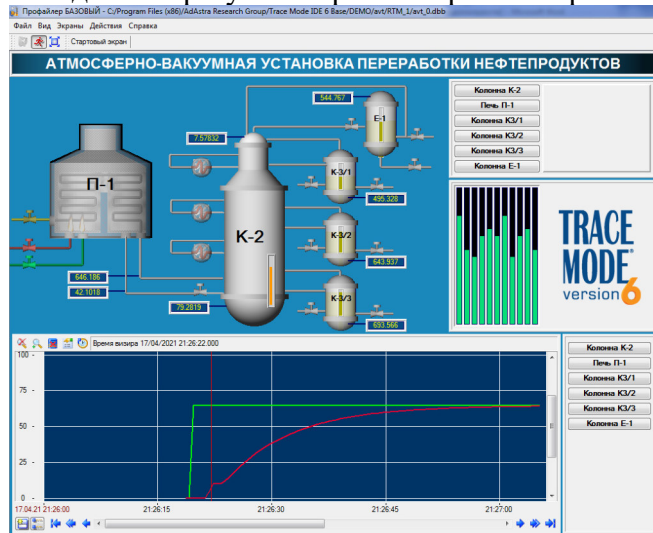 Профайлер БАЗОВЫЙ - C:/Program Files (x86)/AdAstra Research Group/Trace Mode IDE 6 Base/DEMO/avt/RTM_1/avt_0.dbb
Файл Вид Экраны Действия Справка
Стартовый экран
АТМОСФЕРНО-ВАКУУМНАЯ УСТАНОВКА ПЕРЕРАБОТКИ НЕФТЕПРОДУКТОВ
544.767
E-1
7.57832
П-1
К-3/1
495.328
К-2
К-3/2
643.937
646.186
42.1018
79.2819
К-3/3
693.566
Колонна К-2
Печь П-1
Колонна К3/1
Колонна К3/2
Колонна К3/3
Колонна Е-1
TRACE
MODE®
version 6
Время визира 17/04/2021 21:26:22.000
100
75
50
25
0
17.04.21 21:26:00
21:26:15
21:26:30
21:26:45
21:27:00
Колонна К-2
Печь П-1
Колонна К3/1
Колонна К3/2
Колонна К3/3
Колонна Е-1